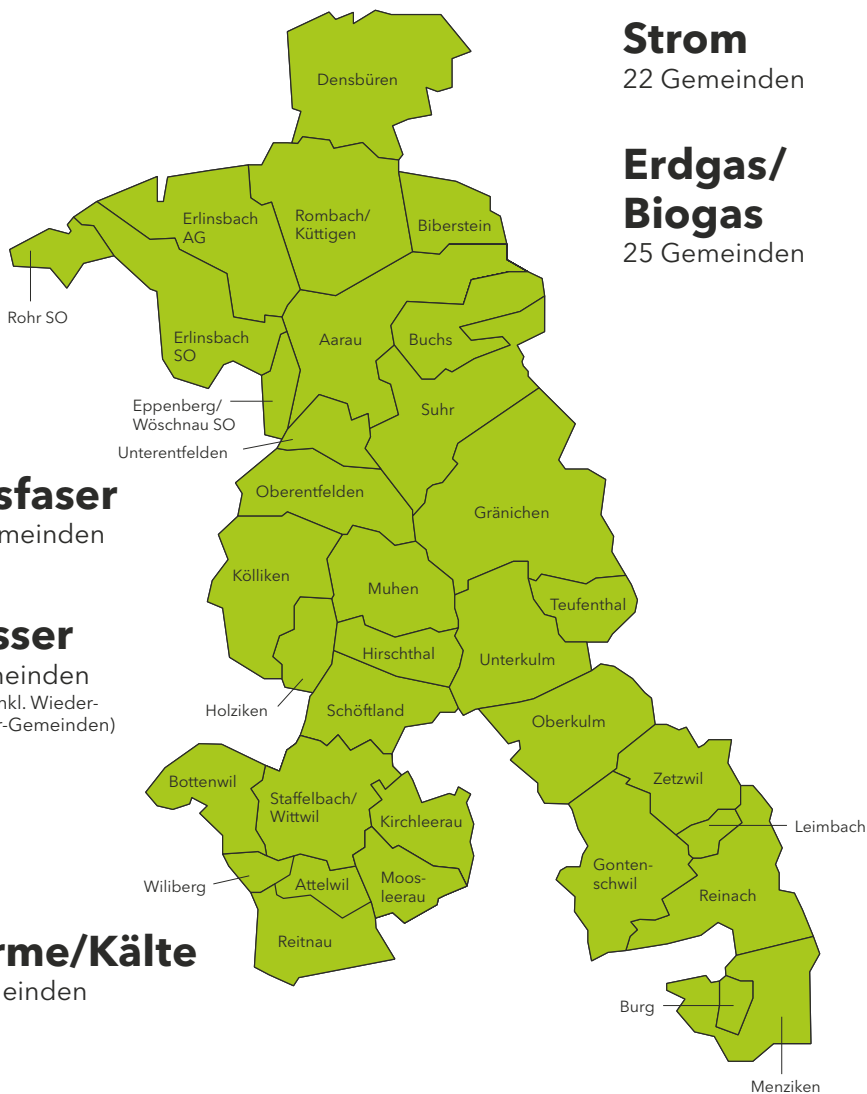 Strom
22 Gemeinden
Erdgas/
Biogas
25 Gemeinden
Densbüren
Erlinsbach
AG
Rombach/
Küttigen
Biberstein
Rohr SO
Erlinsbach
SO
Aarau
Buchs
Eppenberg/
Wöschnau SO
Suhr
Unterentfelden
sfaser
meinden
Oberentfelden
Gränichen
Kölliken
Muhen
Teufenthal
sser
neinden
nkl. Wieder-
r-Gemeinden)
Hirschthal
Unterkulm
Holziken
Schöftland
Oberkulm
Bottenwil
Staffelbach/
Wittwil
Kirchleerau
Zetzwil
Leimbach
Wiliberg
Attelwil
Moos-
leerau
Gonten-
schwil
Reinach
rme/Kälte
einden
Reitnau
Burg
Menziken